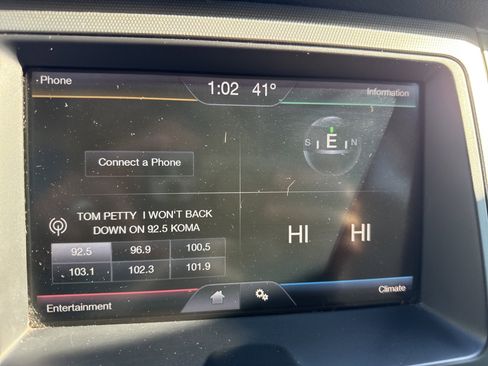 Phone
1:02 41°
Information
S I E I N
Connect a Phone
TOM PETTY I WON'T BACK
DOWN ON 92.5 KOMA
HI HI
92.5 96.9 100.5
103.1 102.3 101.9
Entertainment
Climate